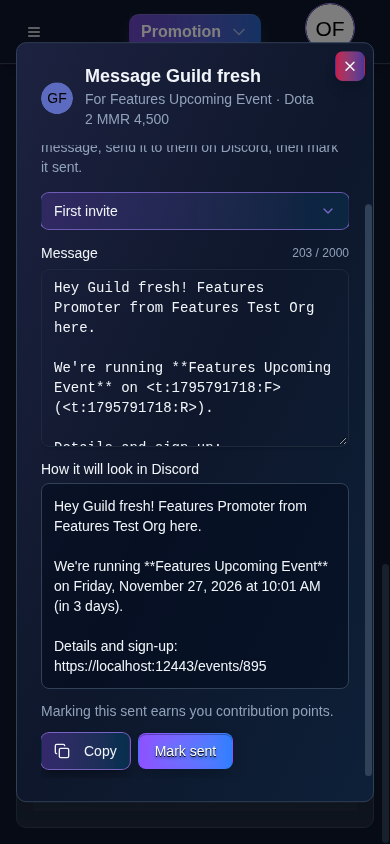 Promotion
OF
Message Guild fresh
GF
For Features Upcoming Event · Dota
2 MMR 4,500
message, send it to them on Discord, then mark
it sent.
First invite
Message
203 / 2000
Hey Guild fresh! Features
Promoter from Features Test Org
here.
We're running **Features Upcoming
Event** on <t:1795791718:F>
(<t:1795791718:R>).
Details and sign-up:
How it will look in Discord
Hey Guild fresh! Features Promoter from
Features Test Org here.
We're running **Features Upcoming Event**
on Friday, November 27, 2026 at 10:01 AM
(in 3 days).
Details and sign-up:
https://localhost:12443/events/895
Marking this sent earns you contribution points.
Copy
Mark sent